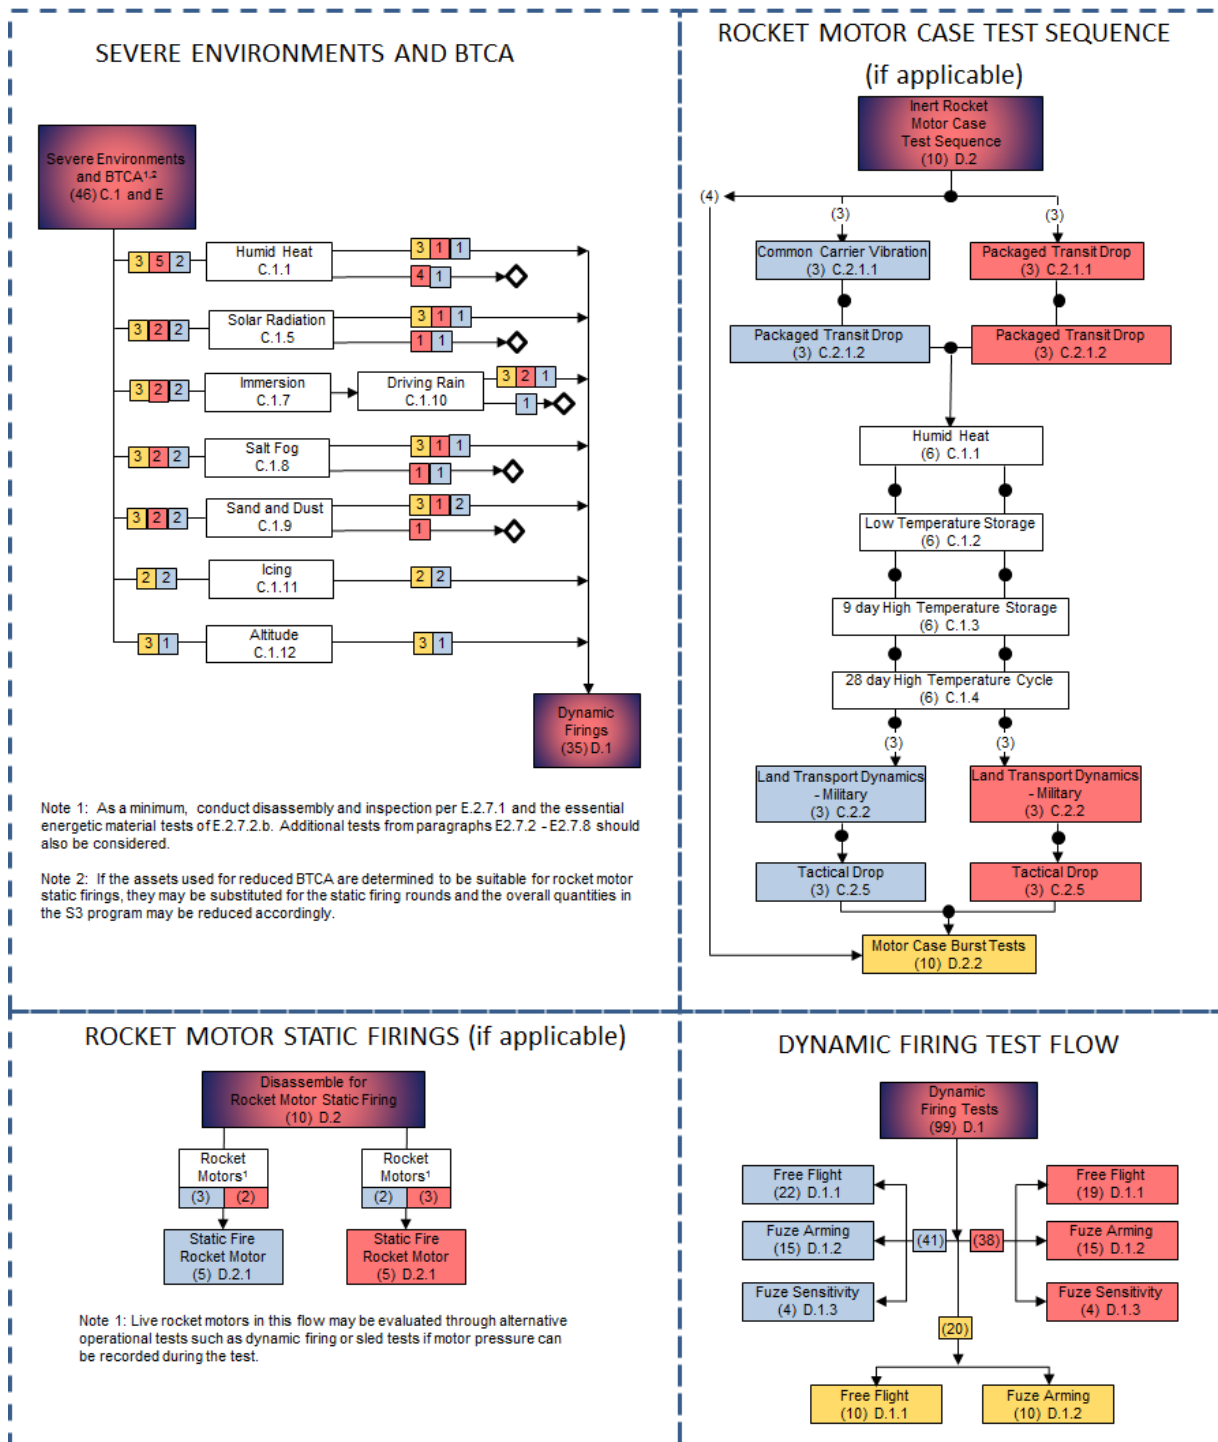 SEVERE ENVIRONMENTS AND BTCA
Severe Environments
and BTCA¹,²
(46) C.1 and E
3 5 2
Humid Heat
C.1.1
3 1 1
4 1
3 2 2
Solar Radiation
C.1.5
3 1 1
1 1
3 2 2
Immersion
C.1.7
Driving Rain
C.1.10
3 2 1
1
3 2 2
Salt Fog
C.1.8
3 1 1
1 1
3 2 2
Sand and Dust
C.1.9
3 1 2
1
2 2
Icing
C.1.11
2 2
3 1
Altitude
C.1.12
3 1
Dynamic
Firings
(35) D.1
Note 1: As a minimum, conduct disassembly and inspection per E.2.7.1 and the essential
energetic material tests of E.2.7.2.b. Additional tests from paragraphs E2.7.2 - E2.7.8 should
also be considered.
Note 2: If the assets used for reduced BTCA are determined to be suitable for rocket motor
static firings, they may be substituted for the static firing rounds and the overall quantities in
the S3 program may be reduced accordingly.
ROCKET MOTOR CASE TEST SEQUENCE
(if applicable)
Inert Rocket
Motor Case
Test Sequence
(10) D.2
(4)
(3)
(3)
Common Carrier Vibration
(3) C.2.1.1
Packaged Transit Drop
(3) C.2.1.1
Packaged Transit Drop
(3) C.2.1.2
Packaged Transit Drop
(3) C.2.1.2
Humid Heat
(6) C.1.1
Low Temperature Storage
(6) C.1.2
9 day High Temperature Storage
(6) C.1.3
28 day High Temperature Cycle
(6) C.1.4
(3)
(3)
Land Transport Dynamics
- Military
(3) C.2.2
Land Transport Dynamics
- Military
(3) C.2.2
Tactical Drop
(3) C.2.5
Tactical Drop
(3) C.2.5
Motor Case Burst Tests
(10) D.2.2
ROCKET MOTOR STATIC FIRINGS (if applicable)
Disassemble for
Rocket Motor Static Firing
(10) D.2
Rocket
Motors¹
(3) (2)
Rocket
Motors¹
(2) (3)
Static Fire
Rocket Motor
(5) D.2.1
Static Fire
Rocket Motor
(5) D.2.1
Note 1: Live rocket motors in this flow may be evaluated through alternative
operational tests such as dynamic firing or sled tests if motor pressure can
be recorded during the test.
DYNAMIC FIRING TEST FLOW
Dynamic
Firing Tests
(99) D.1
Free Flight
(22) D.1.1
Free Flight
(19) D.1.1
Fuze Arming
(15) D.1.2
(41)
(38)
Fuze Arming
(15) D.1.2
Fuze Sensitivity
(4) D.1.3
Fuze Sensitivity
(4) D.1.3
(20)
Free Flight
(10) D.1.1
Fuze Arming
(10) D.1.2